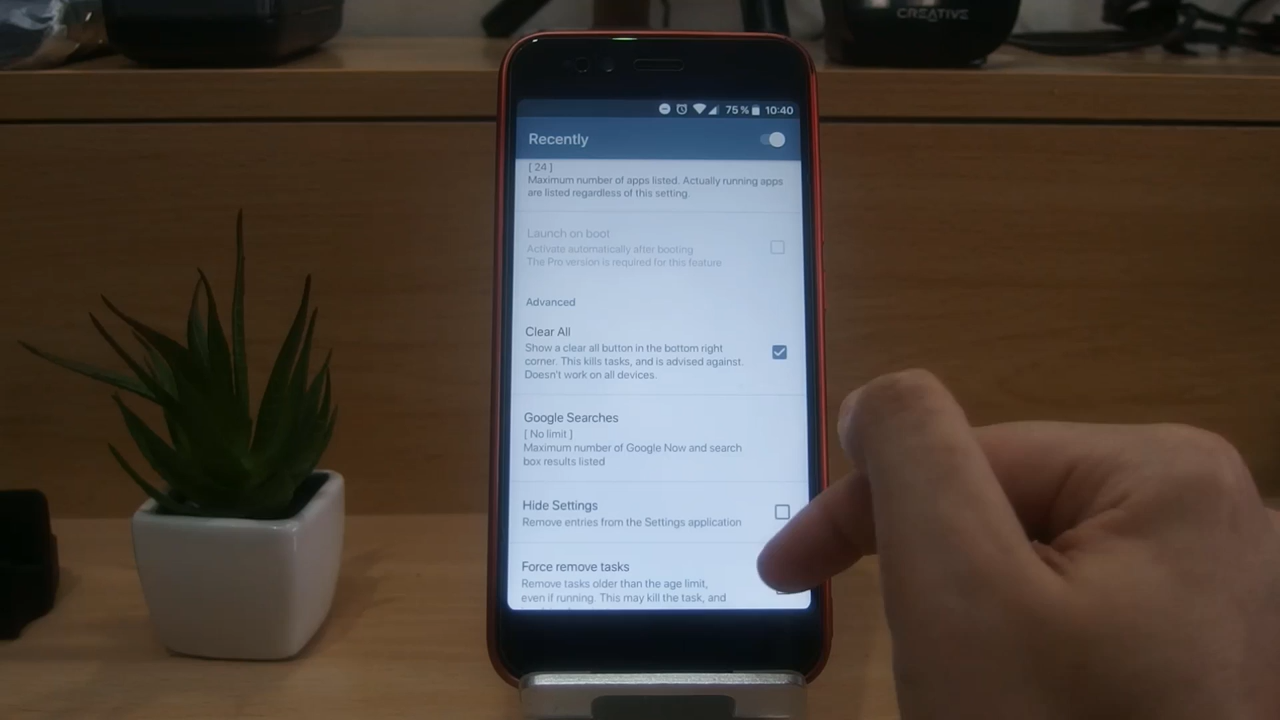 CREATIVE
75% 10:40
Recently
[ 24 ]
Maximum number of apps listed. Actually running apps
are listed regardless of this setting.
Launch on boot
Activate automatically after booting
The Pro version is required for this feature
Advanced
Clear All
Show a clear all button in the bottom right
corner. This kills tasks, and is advised against.
Doesn't work on all devices.
Google Searches
[ No limit ]
Maximum number of Google Now and search
box results listed
Hide Settings
Remove entries from the Settings application
Force remove tasks
Remove tasks older than the age limit,
even if running. This may kill the task, and